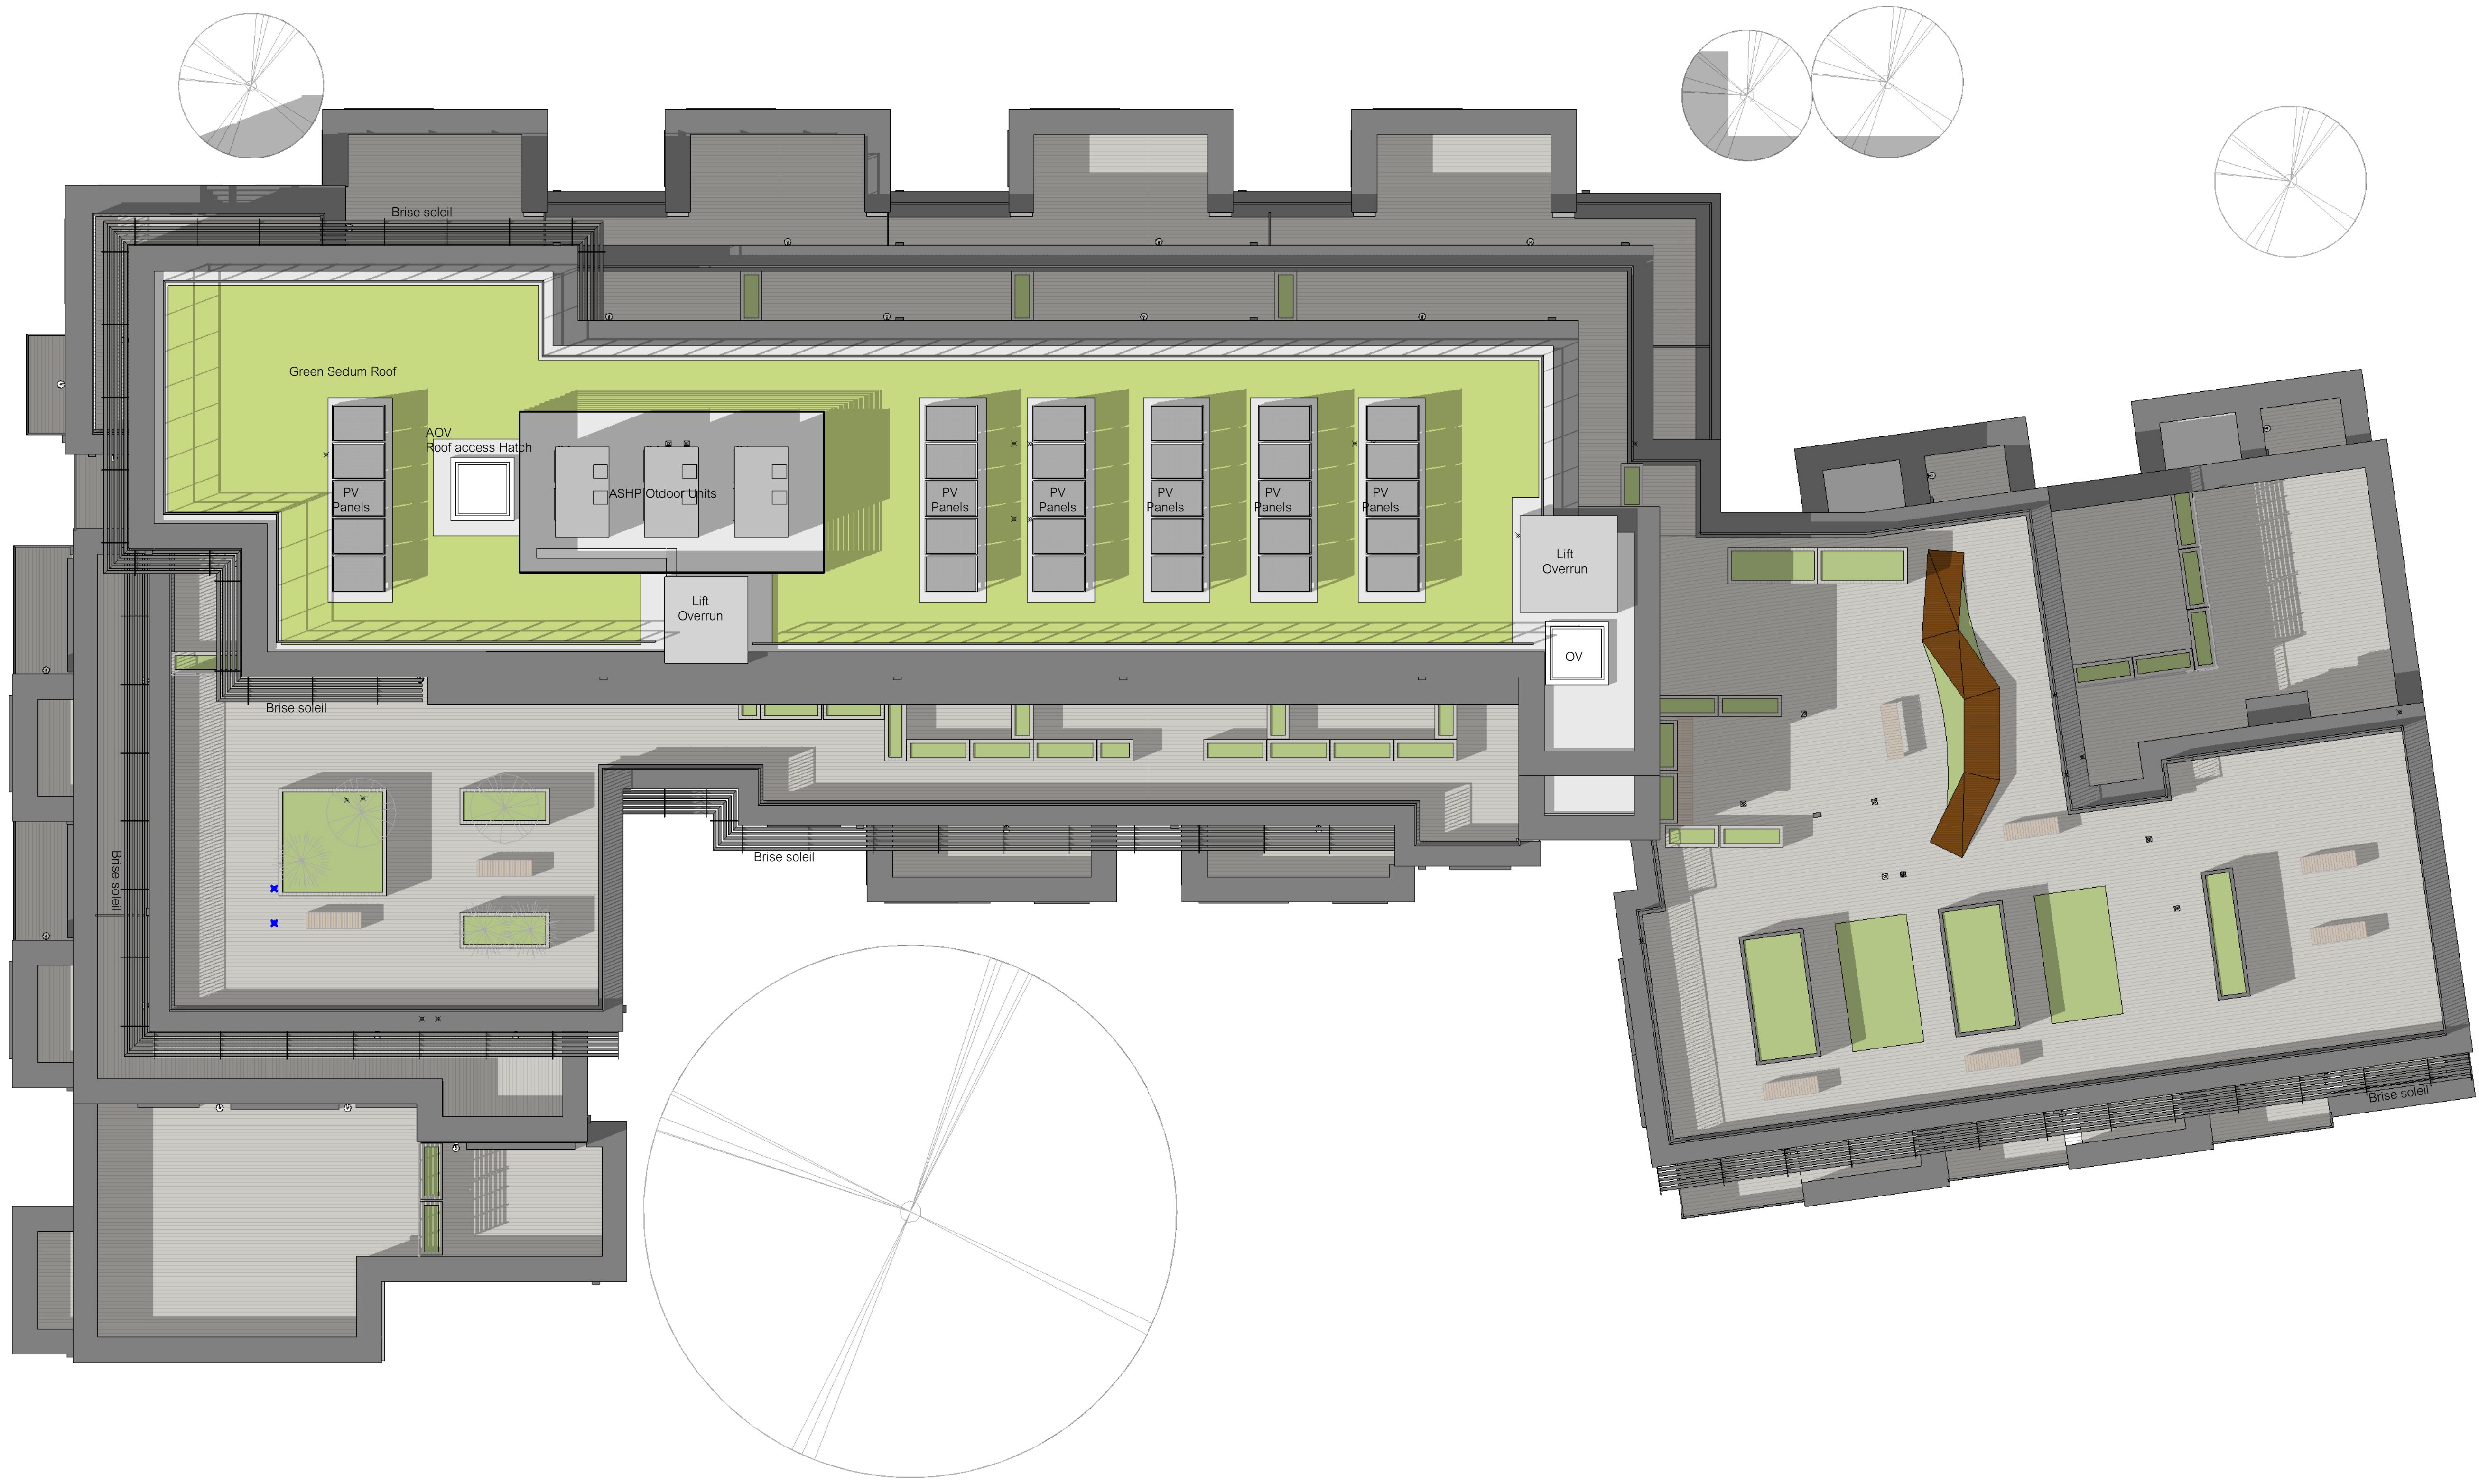 Brise soleil
Green Sedum Roof
AOV
Roof access Hatch
PV
Panels
ASHP Otdoor Units
PV
Panels
PV
Panels
PV
Panels
PV
Panels
PV
Panels
Lift
Overrun
Lift
Overrun
OV
Brise soleil
Brise soleil
Brise soleil
Brise soleil